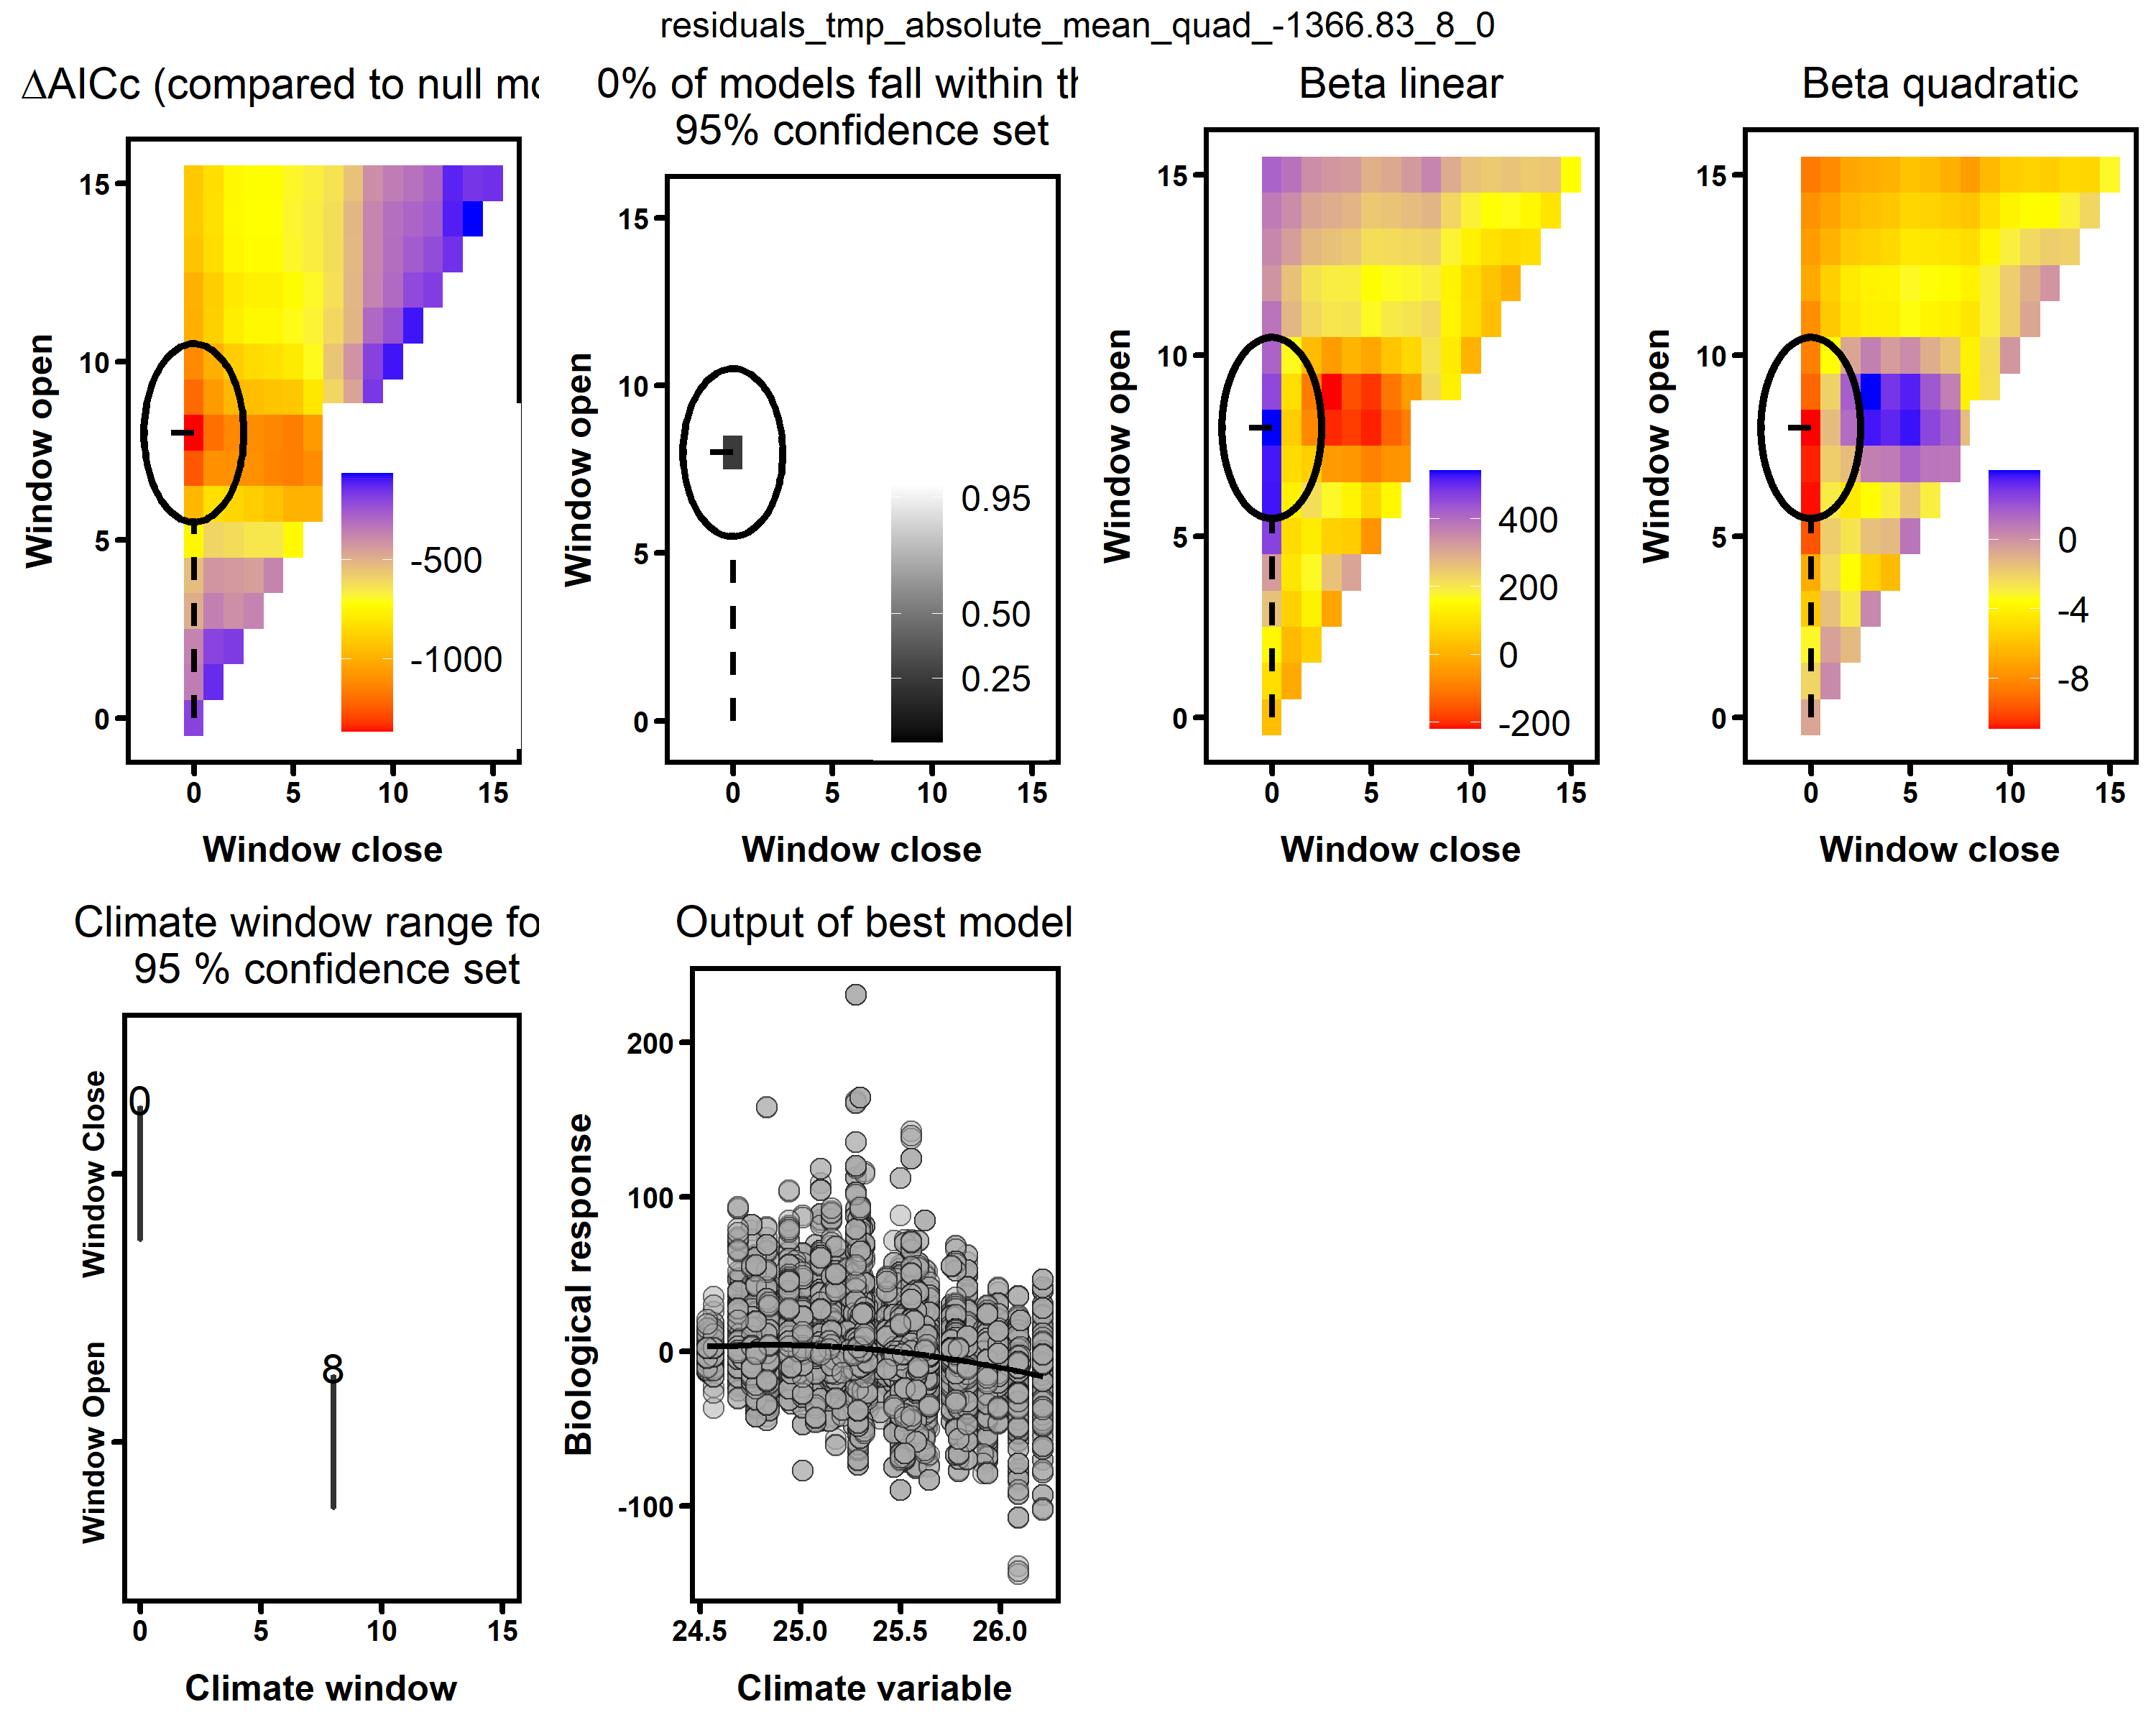 residuals_tmp_absolute_mean_quad_-1366.83_8_0
ΔAICc (compared to null mo
0% of models fall within th
95% confidence set
Beta linear
Beta quadratic
Window open
15
10
5
0
-500
-1000
0 5 10 15
Window close
Window open
15
10
5
0
0.95
0.50
0.25
0 5 10 15
Window close
Window open
15
10
5
0
400
200
0
-200
0 5 10 15
Window close
Window open
15
10
5
0
0
-4
-8
0 5 10 15
Window close
Climate window range fo
95 % confidence set
Window Close
Window Open
0
8
0 5 10 15
Climate window
Output of best model
Biological response
200
100
0
-100
24.5 25.0 25.5 26.0
Climate variable